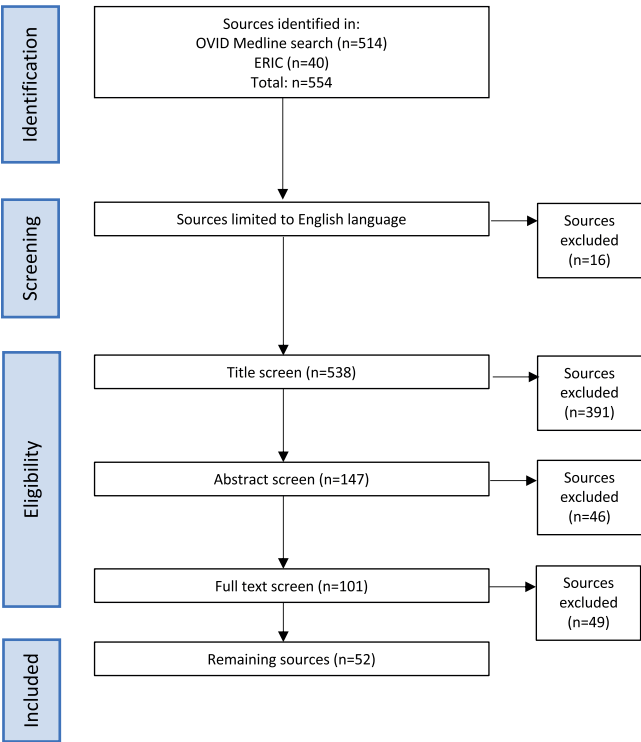 Identification
Sources identified in:
OVID Medline search (n=514)
ERIC (n=40)
Total: n=554
Screening
Sources limited to English language
Sources
excluded
(n=16)
Eligibility
Title screen (n=538)
Sources
excluded
(n=391)
Abstract screen (n=147)
Sources
excluded
(n=46)
Full text screen (n=101)
Sources
excluded
(n=49)
Included
Remaining sources (n=52)